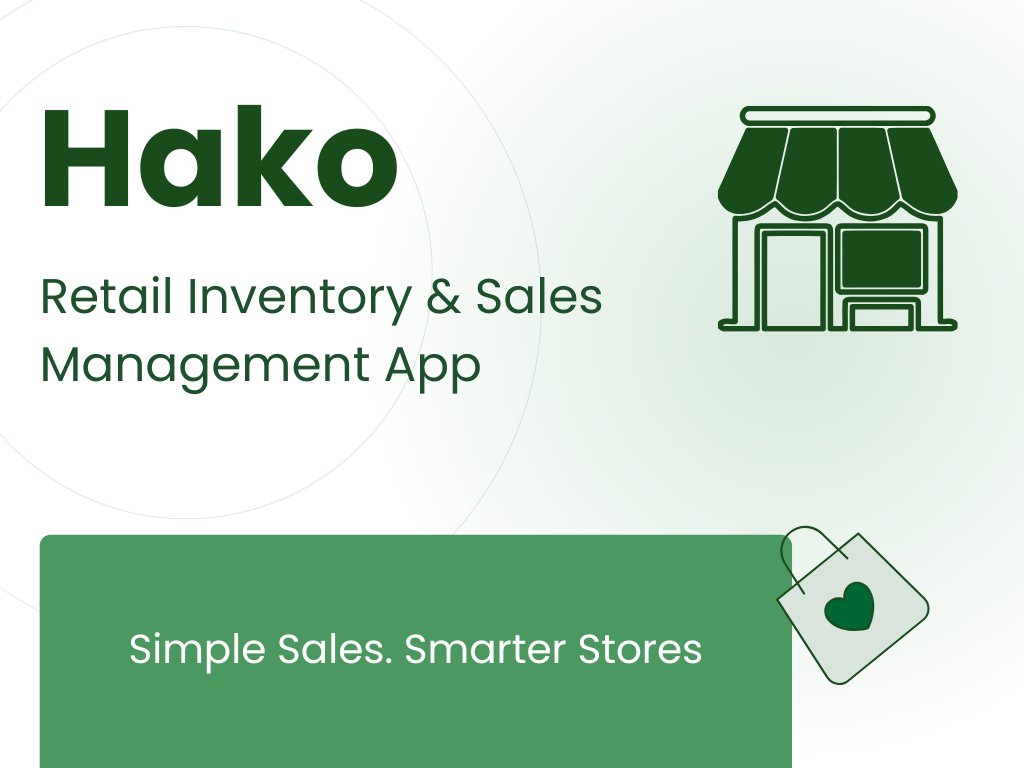 Hako
Retail Inventory & Sales
Management App
Simple Sales. Smarter Stores